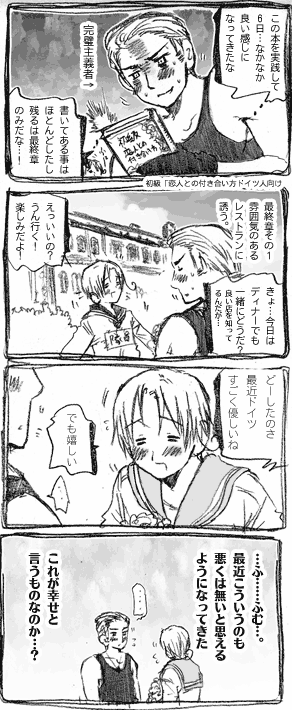 この本を実践して
6日…なかなか
良い感じに
なってきたな
完璧主義者→
書いてある事は
ほとんどしたし
残るは最終章
のみだな…！
初級「恋人との付き合い方ドイツ人向け
最終章その1
雰囲気のある
レストランに
誘う。
きょ…今日は
ディナーでも
一緒にどうだ？
良い店を知って
るんだが…
えっいいの？
うん行く！
楽しみだよ！
どーしたのさ
最近ドイツ
すごく優しいね
でも嬉しい
…ふ……ふむ…。
最近こういうのも
悪くは無いと思える
ようになってきた
これが幸せと
言うものなのか…？